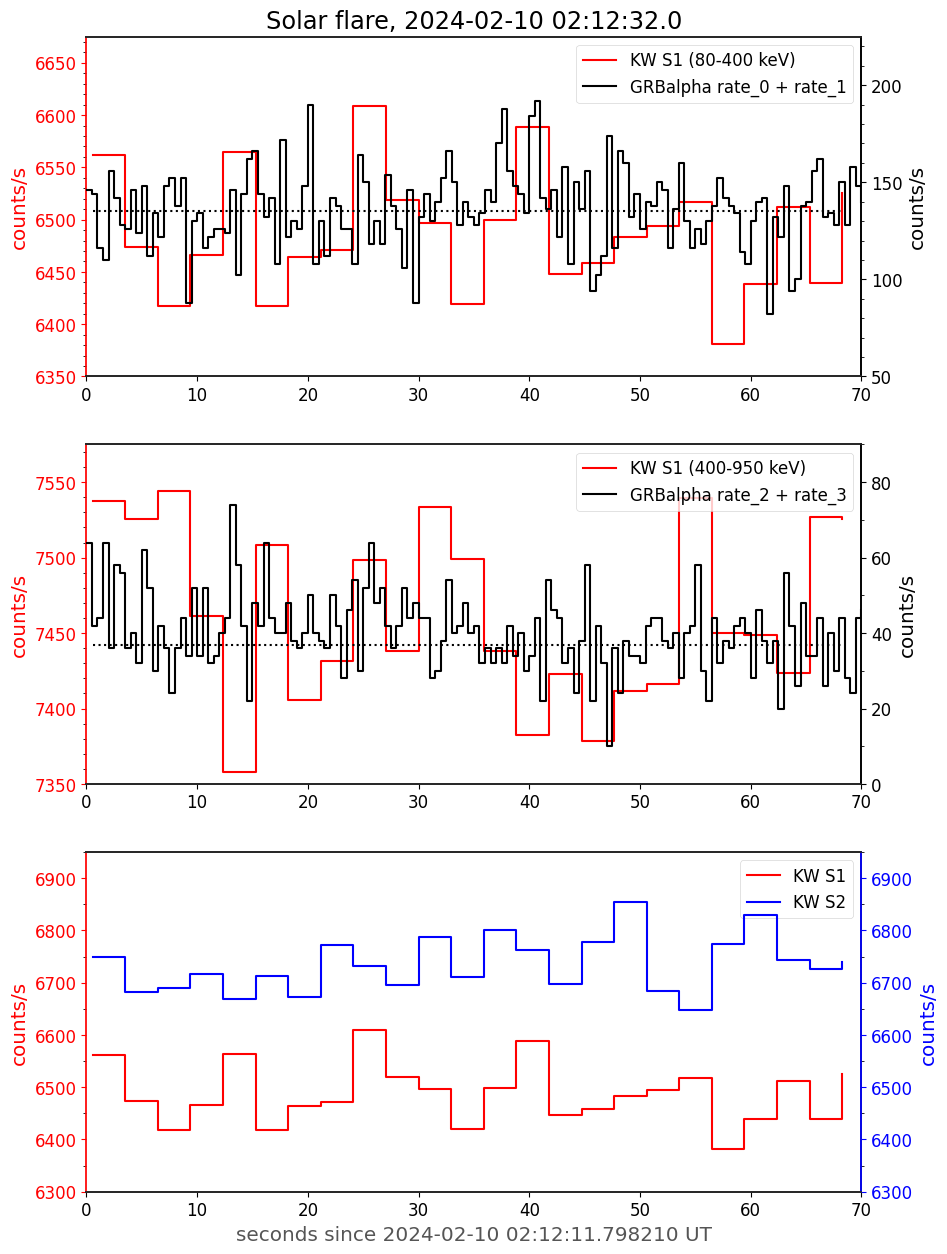 Solar flare, 2024-02-10 02:12:32.0
KW S1 (80-400 keV)
GRBalpha rate_0 + rate_1
6650
6600
6550
6500
6450
6400
6350
counts/s
200
150
100
50
counts/s
0 10 20 30 40 50 60 70
KW S1 (400-950 keV)
GRBalpha rate_2 + rate_3
7550
7500
7450
7400
7350
counts/s
80
60
40
20
0
counts/s
0 10 20 30 40 50 60 70
KW S1
KW S2
6900
6800
6700
6600
6500
6400
6300
counts/s
6900
6800
6700
6600
6500
6400
6300
counts/s
0 10 20 30 40 50 60 70
seconds since 2024-02-10 02:12:11.798210 UT